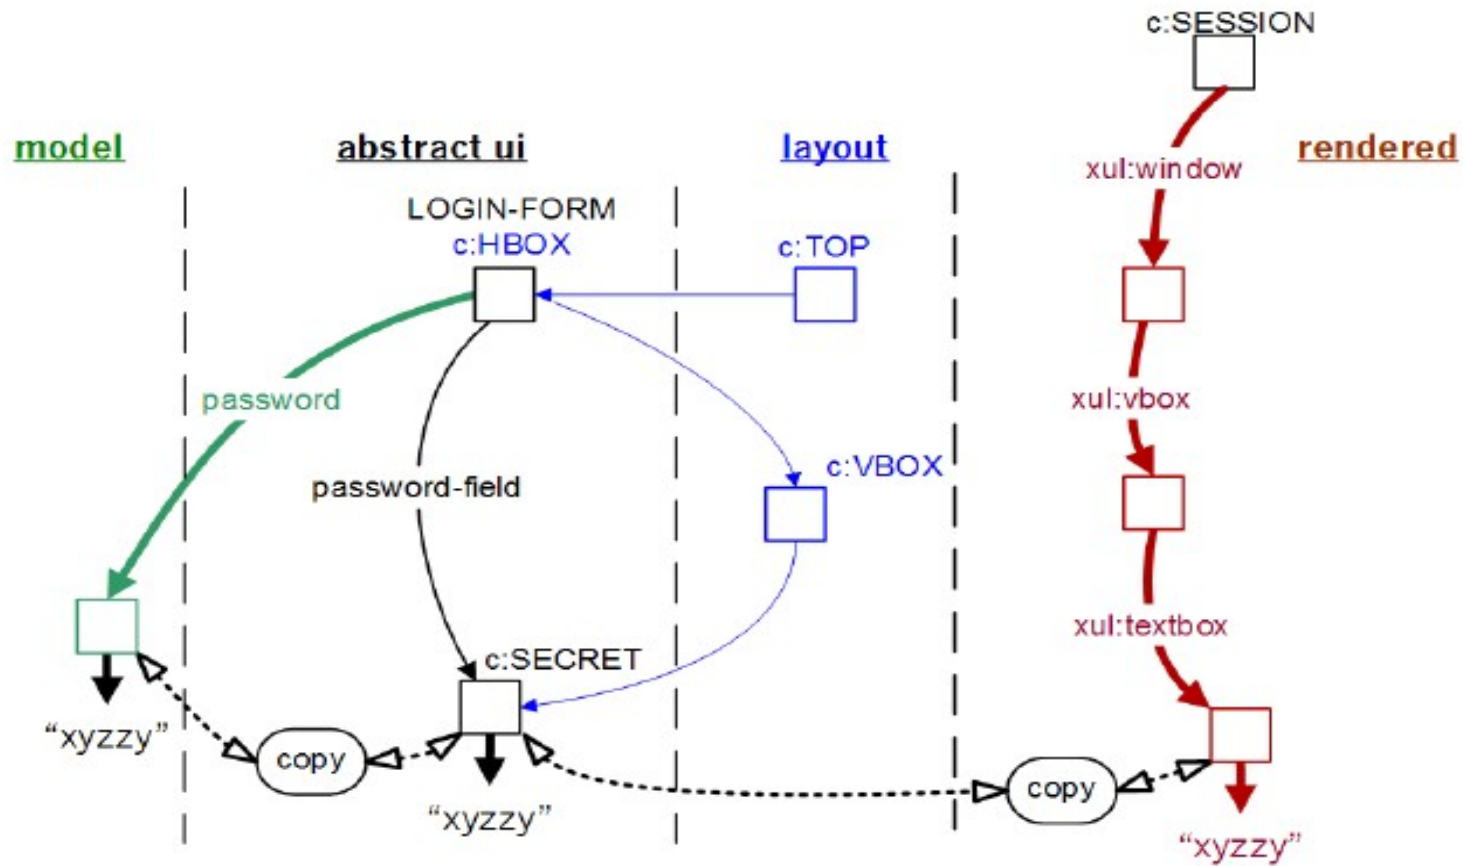 c:SESSION
model
abstract ui
layout
rendered
xul:window
LOGIN-FORM
c:HBOX
c:TOP
password
xul:vbox
password-field
c:VBOX
xul:textbox
c:SECRET
“xyzzy”
copy
copy
“xyzzy”
“xyzzy”